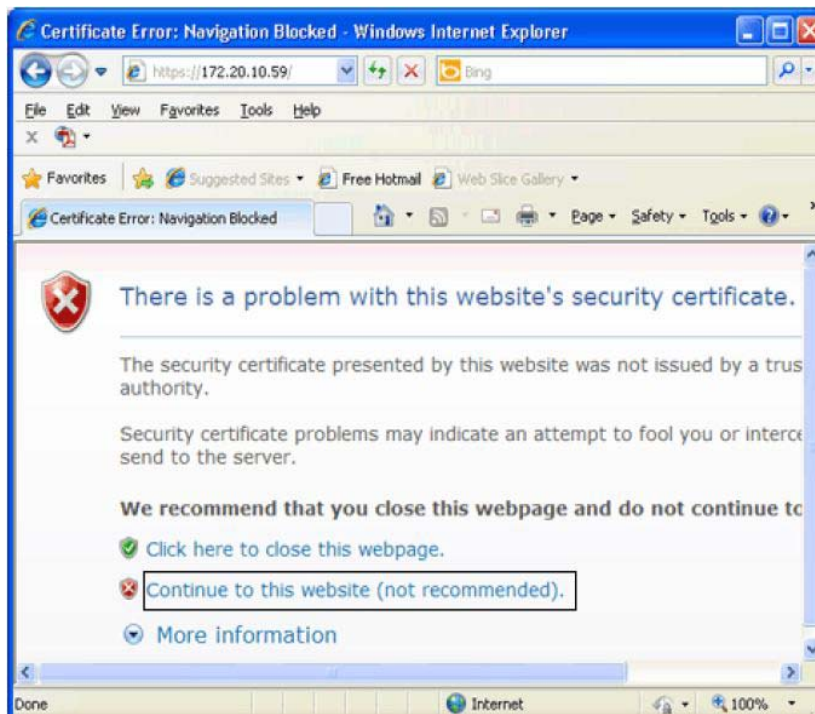 Certificate Error: Navigation Blocked - Windows Internet Explorer
https://172.20.10.59/ Bing
File Edit View Favorites Tools Help
Favorites Suggested Sites Free Hotmail Web Slice Gallery
Certificate Error: Navigation Blocked Page Safety Tools
There is a problem with this website's security certificate.
The security certificate presented by this website was not issued by a trus
authority.
Security certificate problems may indicate an attempt to fool you or interce
send to the server.
We recommend that you close this webpage and do not continue to
Click here to close this webpage.
Continue to this website (not recommended).
More information
Done Internet 100%